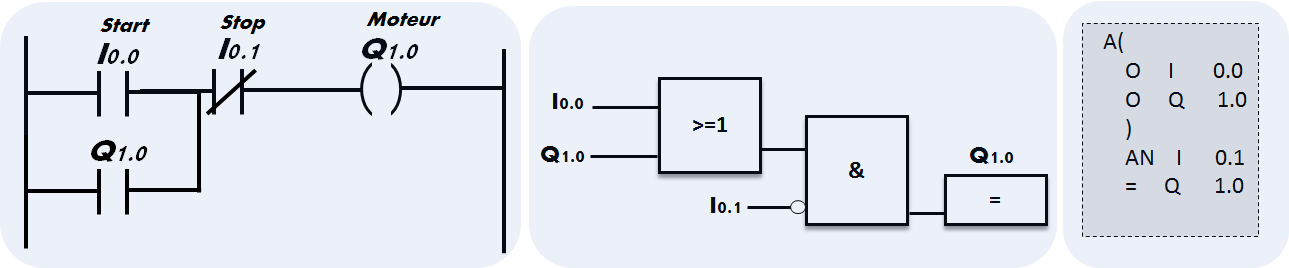 Start Stop Moteur
I0.0 I0.1 Q1.0
Q1.0
I0.0
>=1
Q1.0
&
I0.1
Q1.0
=
A(
O I 0.0
O Q 1.0
)
AN I 0.1
= Q 1.0